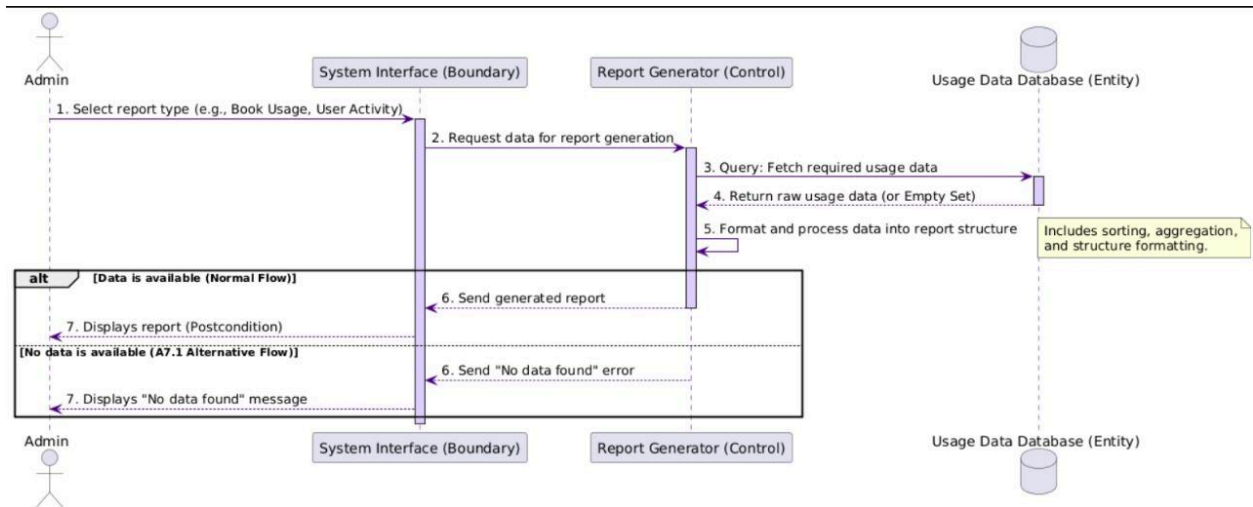 Admin
System Interface (Boundary)
Report Generator (Control)
Usage Data Database (Entity)
1. Select report type (e.g., Book Usage, User Activity)
2. Request data for report generation
3. Query: Fetch required usage data
4. Return raw usage data (or Empty Set)
5. Format and process data into report structure
Includes sorting, aggregation,
and structure formatting.
alt
[Data is available (Normal Flow)]
6. Send generated report
7. Displays report (Postcondition)
[No data is available (A7.1 Alternative Flow)]
6. Send "No data found" error
7. Displays "No data found" message
Admin
System Interface (Boundary)
Report Generator (Control)
Usage Data Database (Entity)